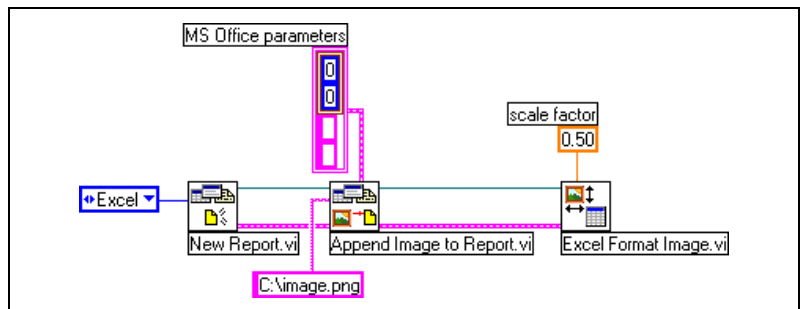 MS Office parameters
0
0
scale factor
0.50
Excel
New Report.vi
Append Image to Report.vi
Excel Format Image.vi
C:\image.png